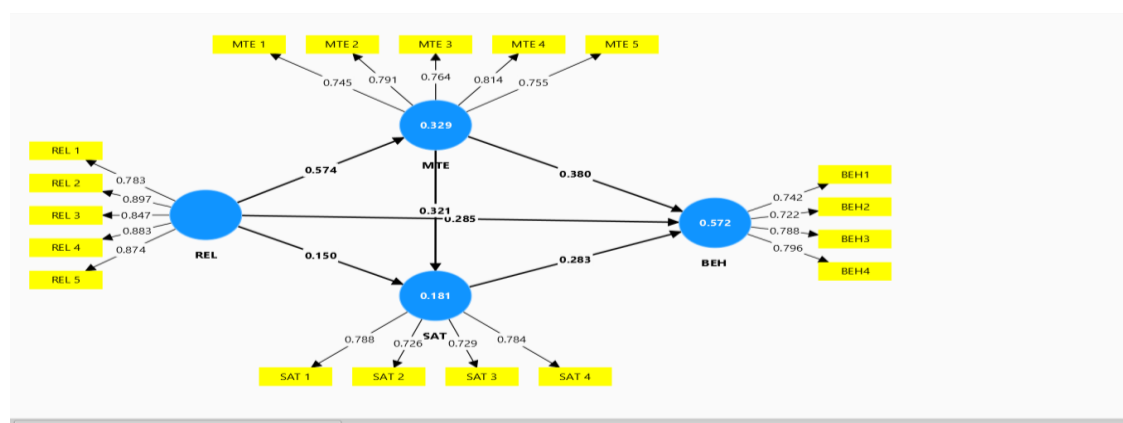 MTE 1 MTE 2 MTE 3 MTE 4 MTE 5
0.745 0.791 0.764 0.814 0.755
0.329
MTE
REL 1
REL 2
REL 3
REL 4
REL 5
0.783
0.897
0.847
0.883
0.874
REL
0.574
0.380
0.321
0.285
0.150
0.283
BEH1
BEH2
BEH3
BEH4
0.742
0.722
0.788
0.796
0.572
BEH
0.181
SAT
0.788 0.726 0.729 0.784
SAT 1 SAT 2 SAT 3 SAT 4